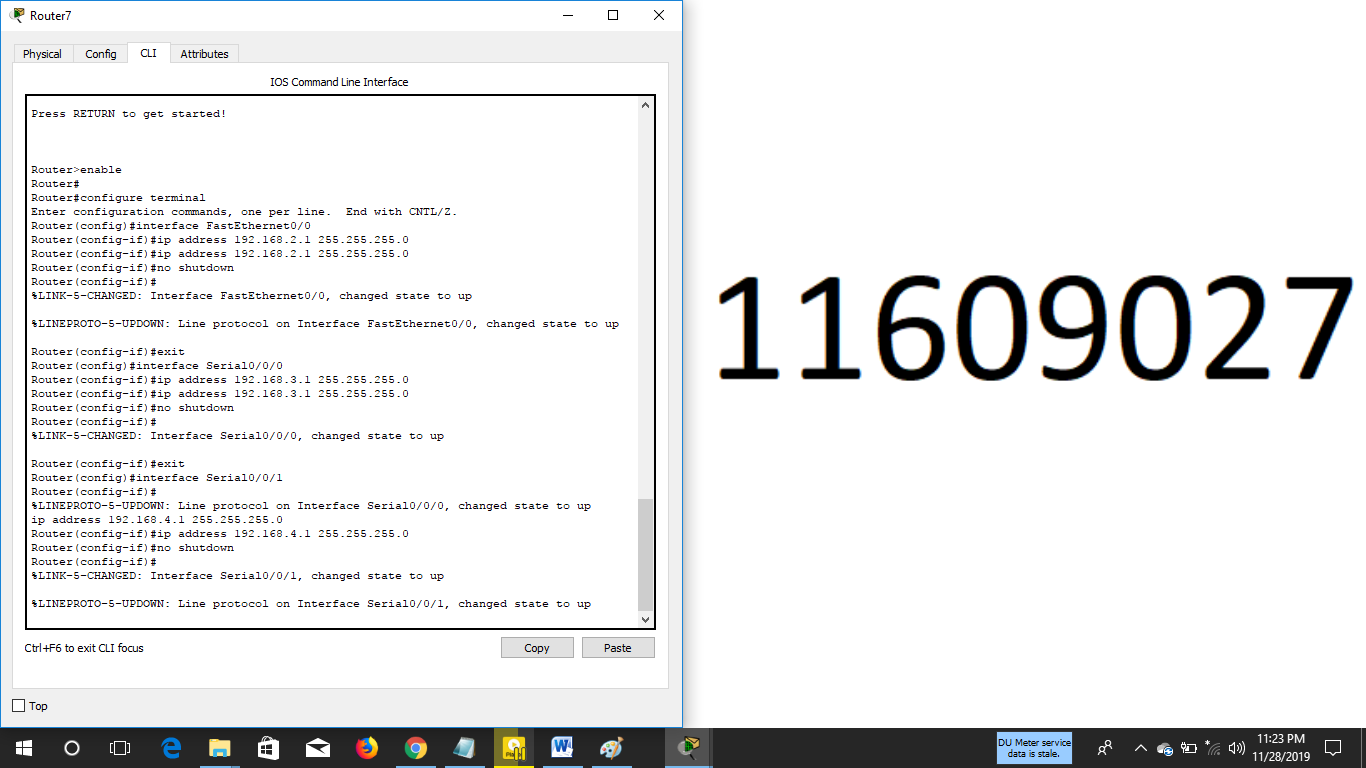 Router7
Physical Config CLI Attributes
IOS Command Line Interface
Press RETURN to get started!
Router>enable
Router#
Router#configure terminal
Enter configuration commands, one per line.  End with CNTL/Z.
Router(config)#interface FastEthernet0/0
Router(config-if)#ip address 192.168.2.1 255.255.255.0
Router(config-if)#ip address 192.168.2.1 255.255.255.0
Router(config-if)#no shutdown
Router(config-if)#
%LINK-5-CHANGED: Interface FastEthernet0/0, changed state to up
%LINEPROTO-5-UPDOWN: Line protocol on Interface FastEthernet0/0, changed state to up
Router(config-if)#exit
Router(config)#interface Serial0/0/0
Router(config-if)#ip address 192.168.3.1 255.255.255.0
Router(config-if)#ip address 192.168.3.1 255.255.255.0
Router(config-if)#no shutdown
Router(config-if)#
%LINK-5-CHANGED: Interface Serial0/0/0, changed state to up
Router(config-if)#exit
Router(config)#interface Serial0/0/1
Router(config-if)#
%LINEPROTO-5-UPDOWN: Line protocol on Interface Serial0/0/0, changed state to up
ip address 192.168.4.1 255.255.255.0
Router(config-if)#ip address 192.168.4.1 255.255.255.0
Router(config-if)#no shutdown
Router(config-if)#
%LINK-5-CHANGED: Interface Serial0/0/1, changed state to up
%LINEPROTO-5-UPDOWN: Line protocol on Interface Serial0/0/1, changed state to up
Ctrl+F6 to exit CLI focus
Copy Paste
Top
11609027
DU Meter service
data is stale.
11:23 PM
11/28/2019